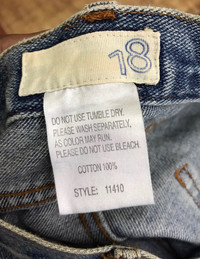 18
DO NOT USE TUMBLE DRY.
PLEASE WASH SEPARATELY,
AS COLOR MAY RUN.
PLEASE DO NOT USE BLEACH.
COTTON 100%
STYLE: 11410